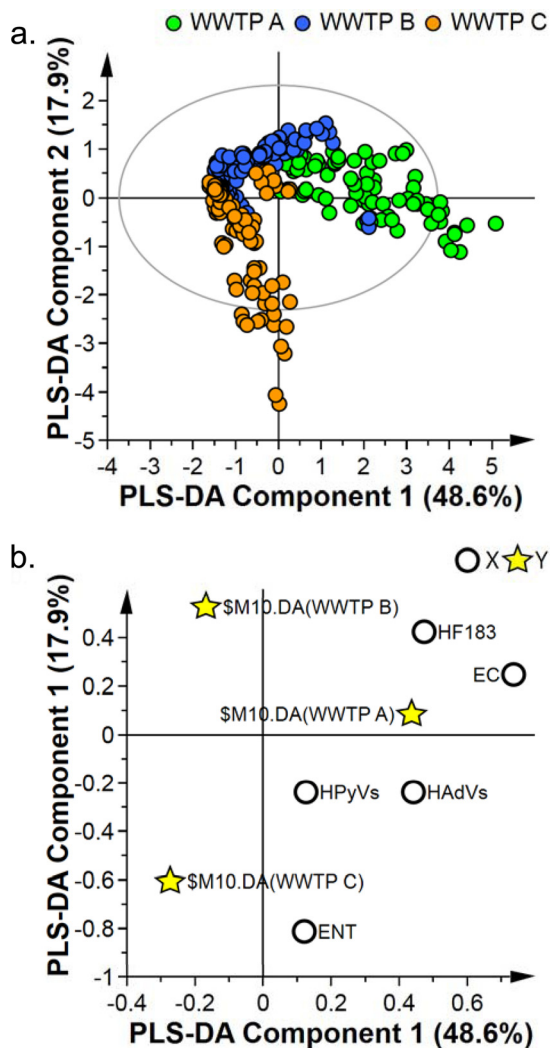 a.
WWTP A WWTP B WWTP C
PLS-DA Component 2 (17.9%)
2
1
0
-1
-2
-3
-4
-5
-4 -3 -2 -1 0 1 2 3 4 5
PLS-DA Component 1 (48.6%)
b.
X Y
PLS-DA Component 1 (17.9%)
$M10.DA(WWTP B)
HF183
EC
$M10.DA(WWTP A)
HPyVs
HAdVs
$M10.DA(WWTP C)
ENT
0.4
0.2
0
-0.2
-0.4
-0.6
-0.8
-1
-0.4 -0.2 0 0.2 0.4 0.6
PLS-DA Component 1 (48.6%)